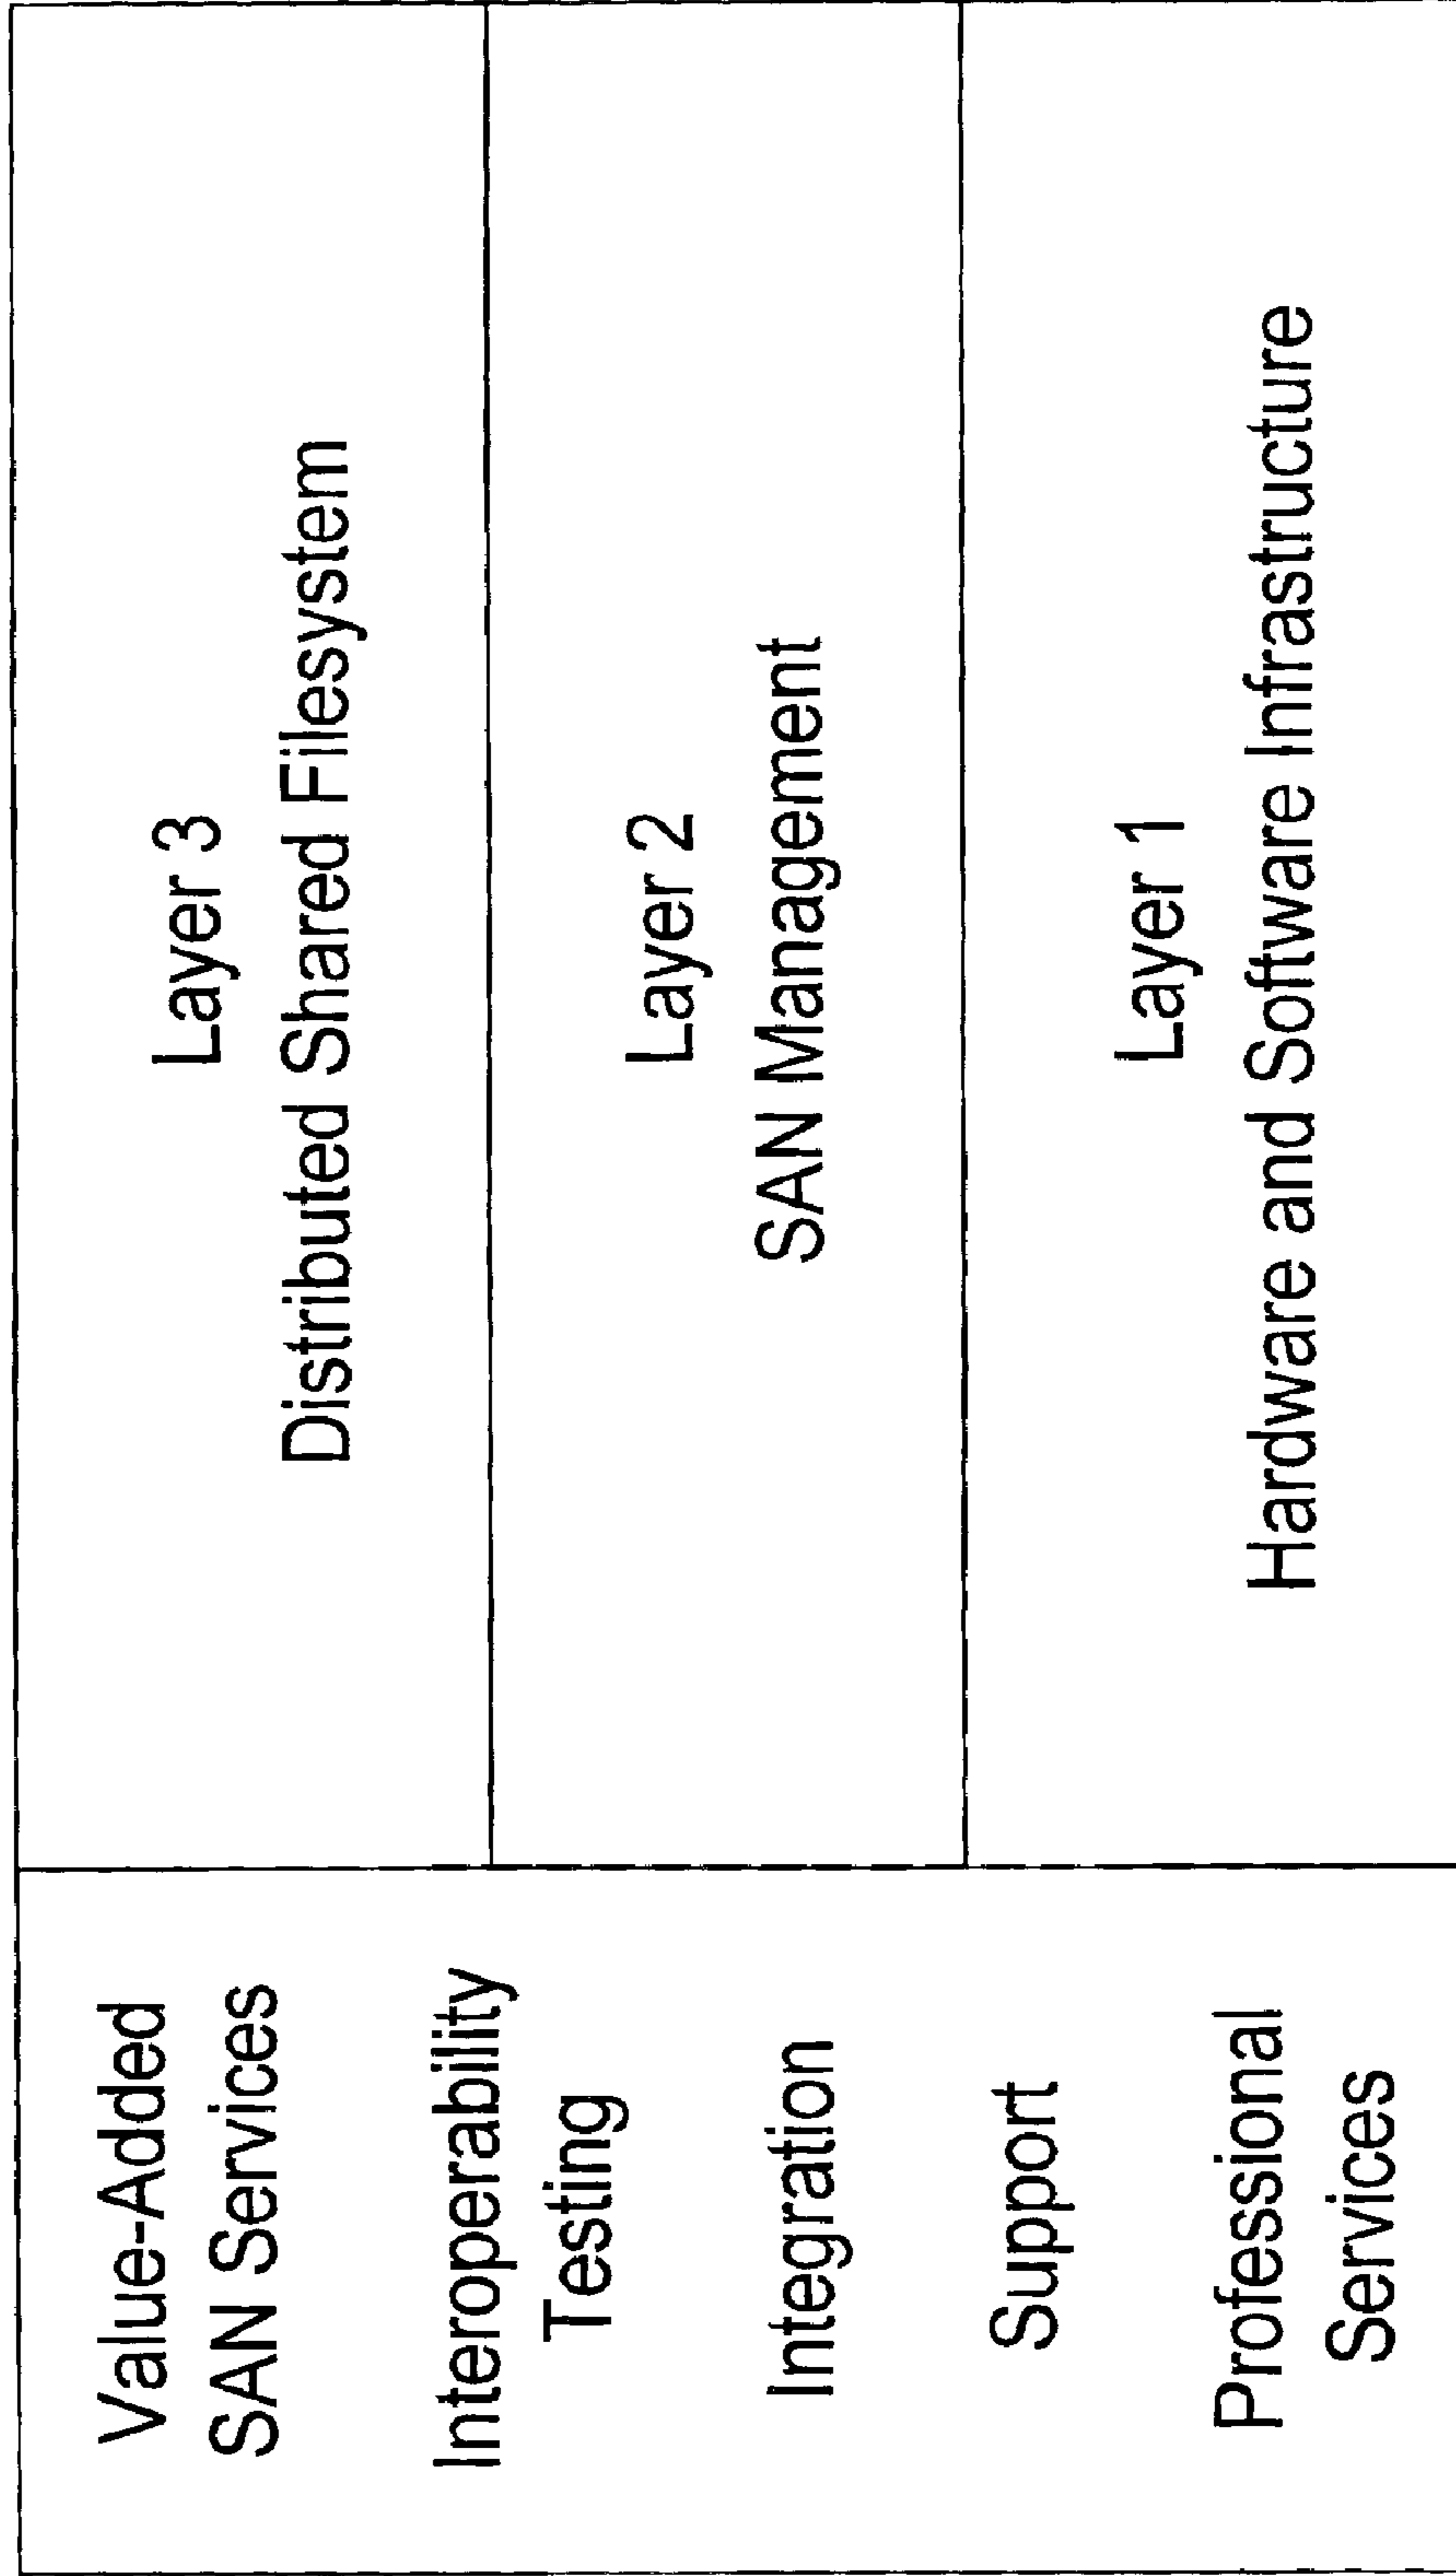 Value-Added
SAN Services
Interoperability
Testing
Integration
Support
Professional
Services
Layer 3
Distributed Shared Filesystem
Layer 2
SAN Management
Layer 1
Hardware and Software Infrastructure